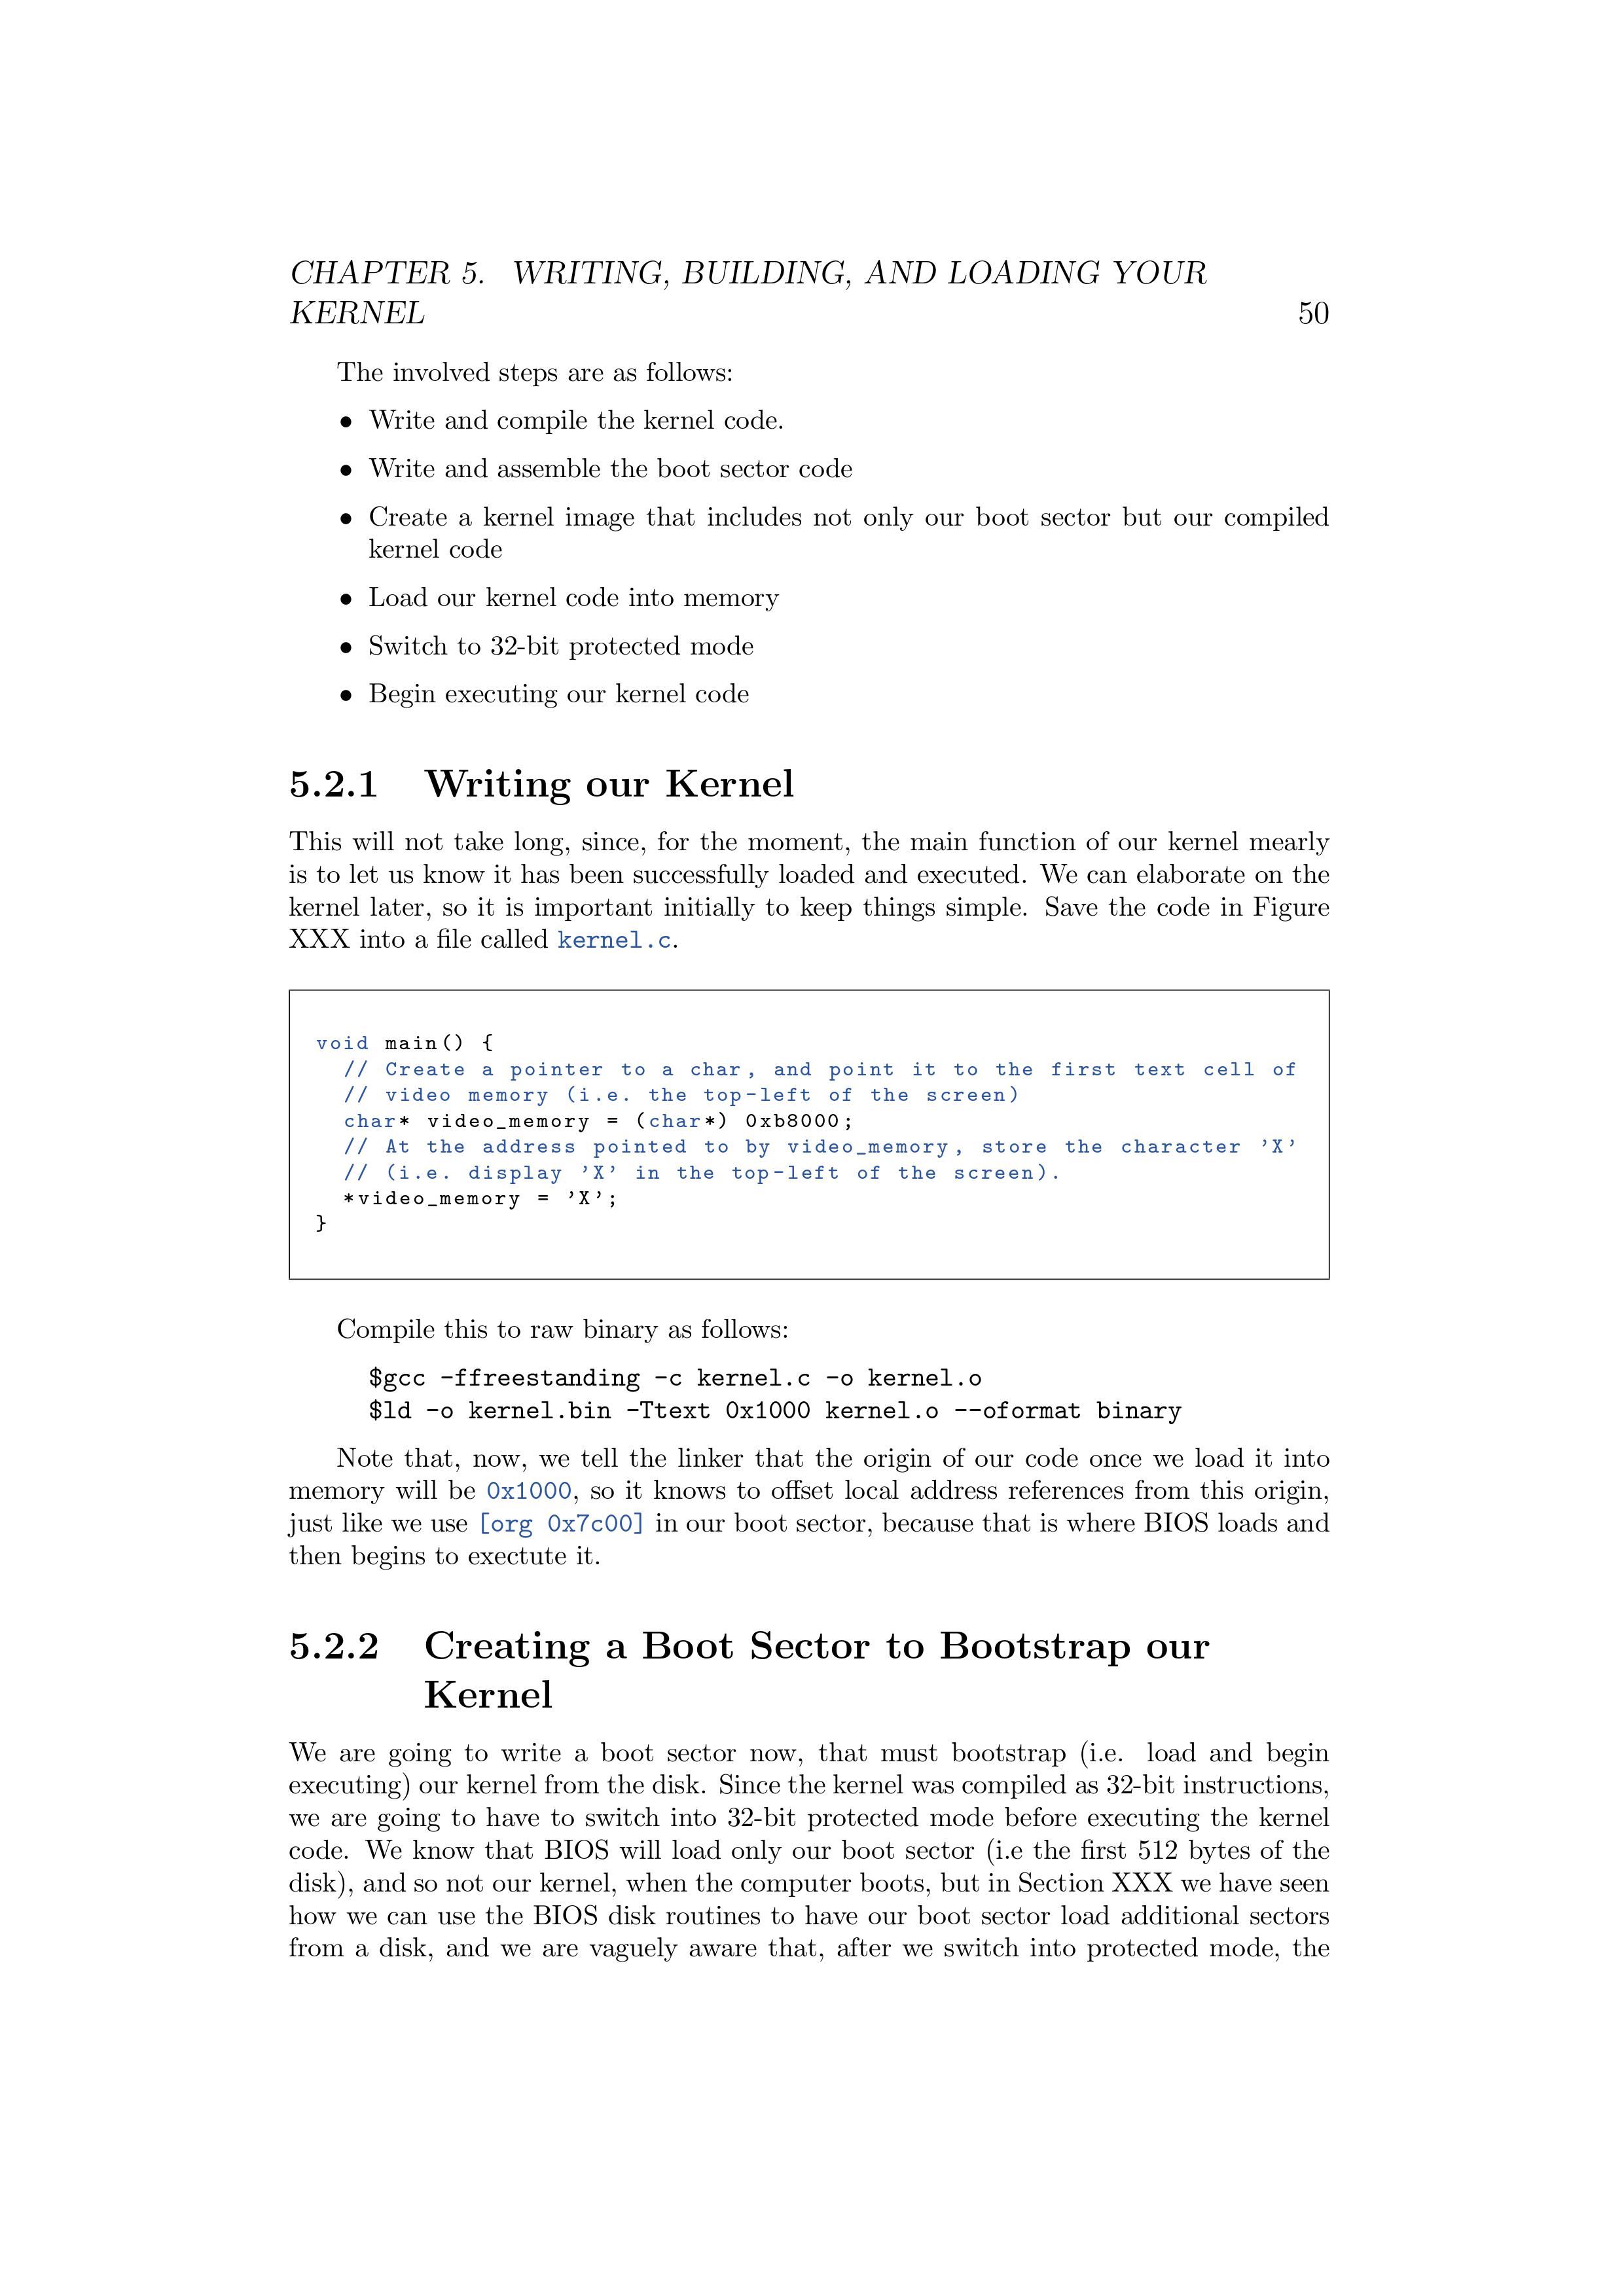 CHAPTER 5. WRITING, BUILDING, AND LOADING YOUR
KERNEL 50
The involved steps are as follows:
• Write and compile the kernel code.
• Write and assemble the boot sector code
• Create a kernel image that includes not only our boot sector but our compiled
kernel code
• Load our kernel code into memory
• Switch to 32-bit protected mode
• Begin executing our kernel code
5.2.1 Writing our Kernel
This will not take long, since, for the moment, the main function of our kernel mearly
is to let us know it has been successfully loaded and executed. We can elaborate on the
kernel later, so it is important initially to keep things simple. Save the code in Figure
XXX into a file called kernel.c.
void main() {
// Create a pointer to a char, and point it to the first text cell of
// video memory (i.e. the top-left of the screen)
char* video_memory = (char*) 0xb8000;
// At the address pointed to by video_memory, store the character ’X’
// (i.e. display ’X’ in the top-left of the screen).
*video_memory = ’X’;
}
Compile this to raw binary as follows:
$gcc -ffreestanding -c kernel.c -o kernel.o
$ld -o kernel.bin -Ttext 0x1000 kernel.o --oformat binary
Note that, now, we tell the linker that the origin of our code once we load it into
memory will be 0x1000, so it knows to offset local address references from this origin,
just like we use [org 0x7c00] in our boot sector, because that is where BIOS loads and
then begins to exectute it.
5.2.2 Creating a Boot Sector to Bootstrap our
Kernel
We are going to write a boot sector now, that must bootstrap (i.e. load and begin
executing) our kernel from the disk. Since the kernel was compiled as 32-bit instructions,
we are going to have to switch into 32-bit protected mode before executing the kernel
code. We know that BIOS will load only our boot sector (i.e the first 512 bytes of the
disk), and so not our kernel, when the computer boots, but in Section XXX we have seen
how we can use the BIOS disk routines to have our boot sector load additional sectors
from a disk, and we are vaguely aware that, after we switch into protected mode, the